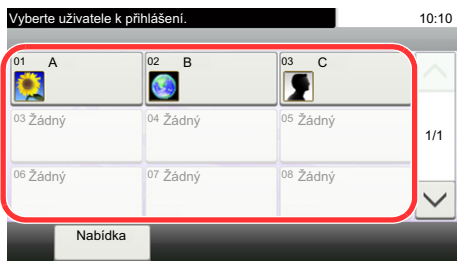 Vyberte uživatele k přihlášení. 10:10
01 A 02 B 03 C
03 Žádný 04 Žádný 05 Žádný
1/1
06 Žádný 07 Žádný 08 Žádný
Nabídka